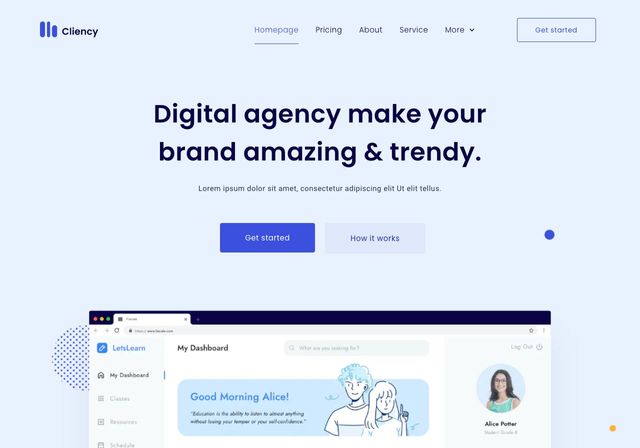 Cliency
Homepage
Pricing
About
Service
More
Get started
Digital agency make your
brand amazing & trendy.
Lorem ipsum dolor sit amet, consectetur adipiscing elit Ut elit tellus.
Get started
How it works
LetsLearn
My Dashboard
What are you looking for?
Log Out
My Dashboard
Classes
Resources
Schedule
Good Morning Alice!
"Education is the ability to listen to almost anything
without losing your temper or your self-confidence."
Alice Potter